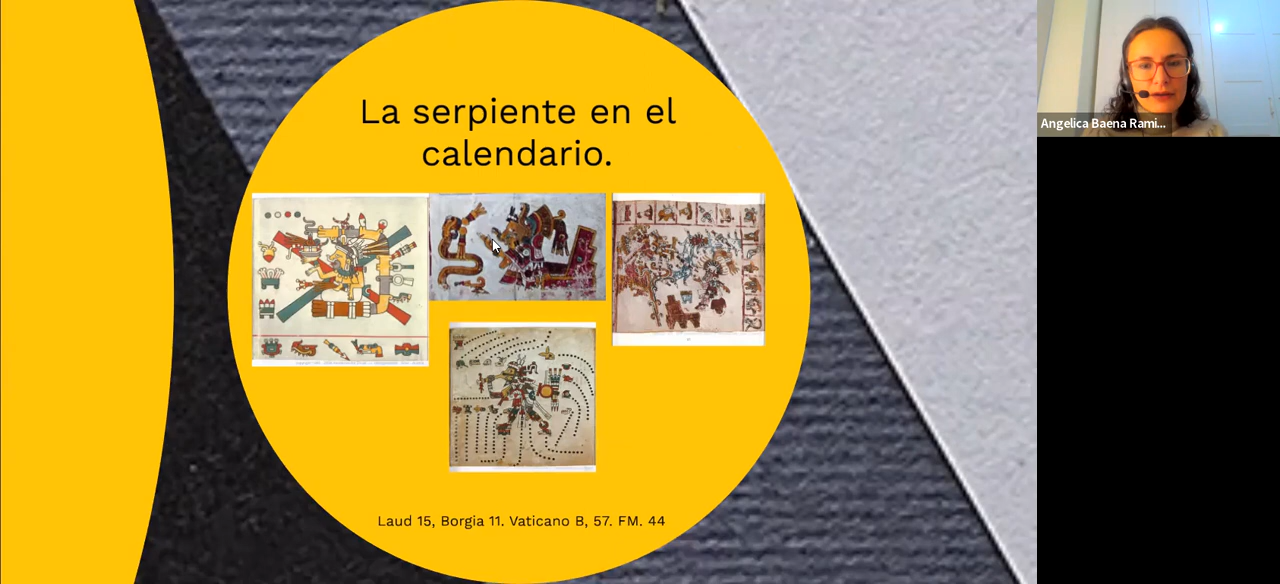 La serpiente en el
calendario.
Laud 15, Borgia 11. Vaticano B, 57. FM. 44
Angelica Baena Rami...